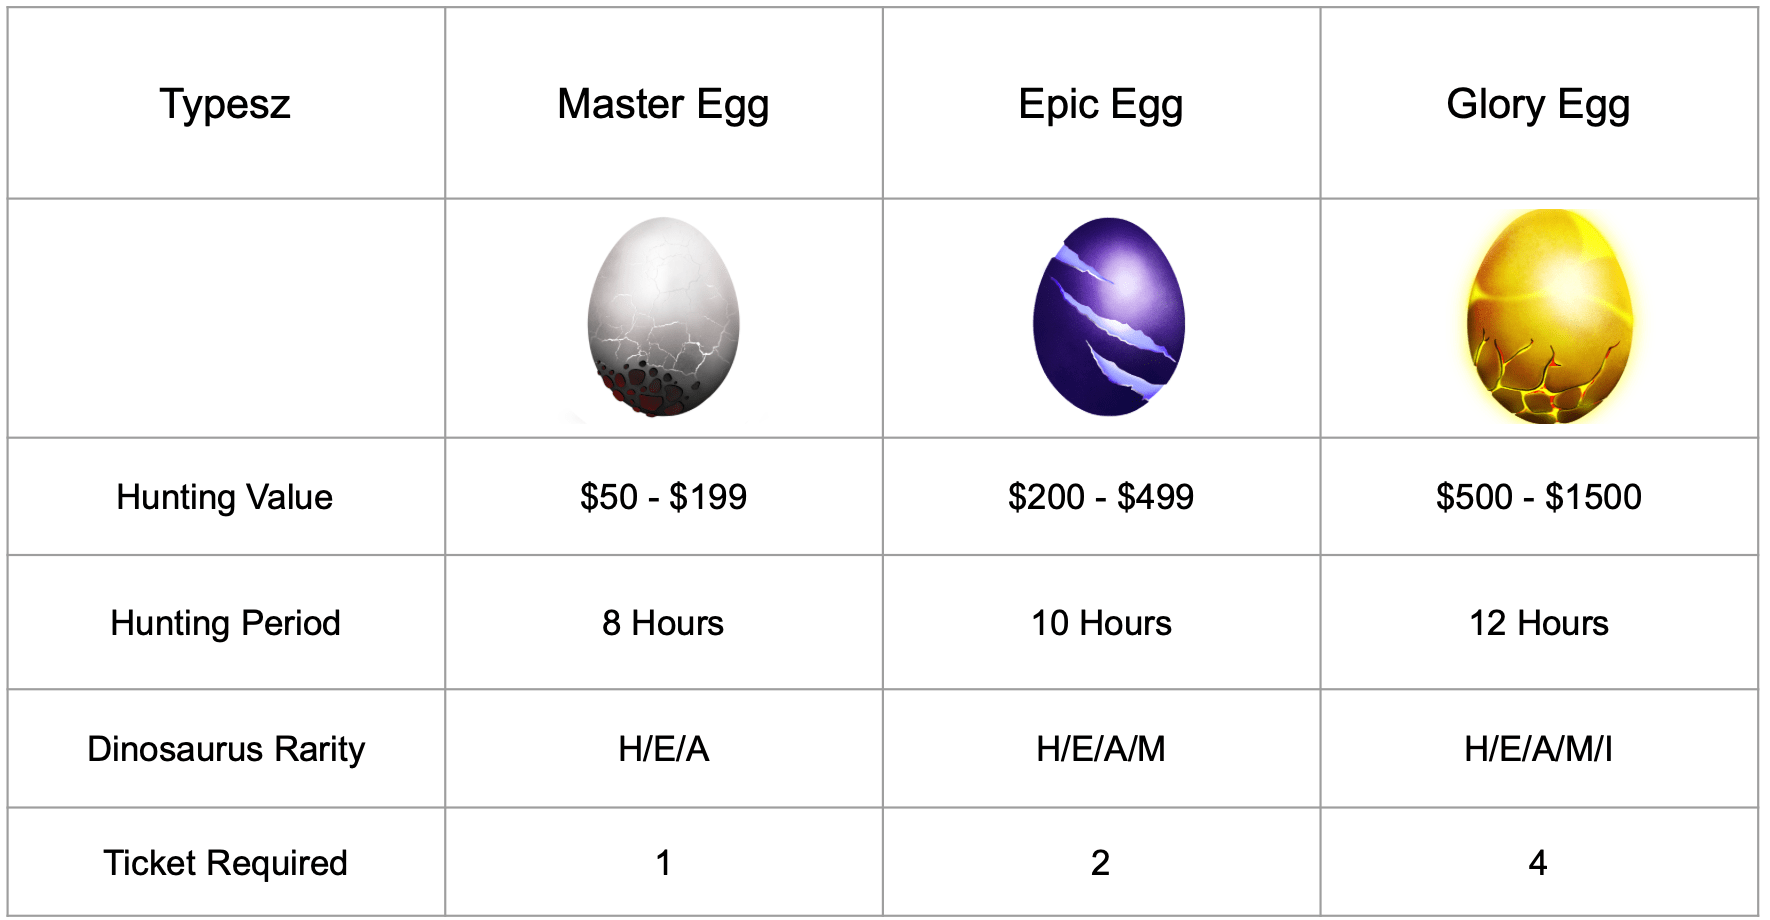 Typesz Master Egg Epic Egg Glory Egg
Hunting Value $50 - $199 $200 - $499 $500 - $1500
Hunting Period 8 Hours 10 Hours 12 Hours
Dinosaurus Rarity H/E/A H/E/A/M H/E/A/M/I
Ticket Required 1 2 4